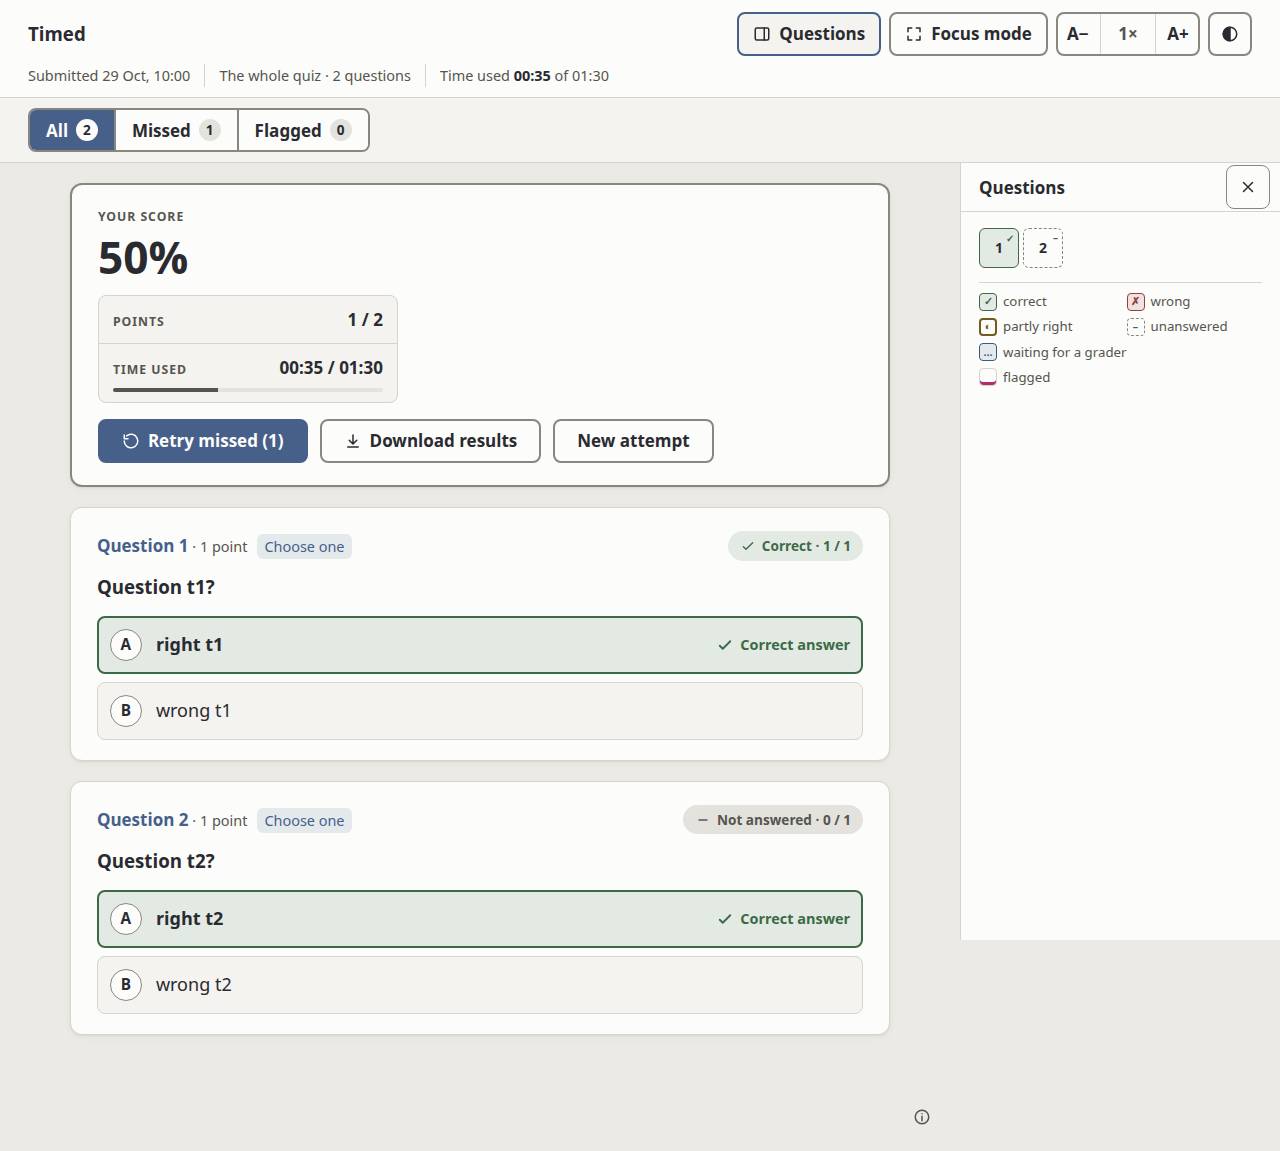 Timed
Questions
Focus mode
A−
1×
A+
Submitted 29 Oct, 10:00
The whole quiz · 2 questions
Time used 00:35 of 01:30
All 2
Missed 1
Flagged 0
YOUR SCORE
50%
POINTS 1 / 2
TIME USED 00:35 / 01:30
Retry missed (1)
Download results
New attempt
Question 1 · 1 point Choose one
✓ Correct · 1 / 1
Question t1?
A right t1 ✓ Correct answer
B wrong t1
Question 2 · 1 point Choose one
– Not answered · 0 / 1
Question t2?
A right t2 ✓ Correct answer
B wrong t2
Questions
1 ✓
2 –
✓ correct
✗ wrong
partly right
– unanswered
… waiting for a grader
flagged